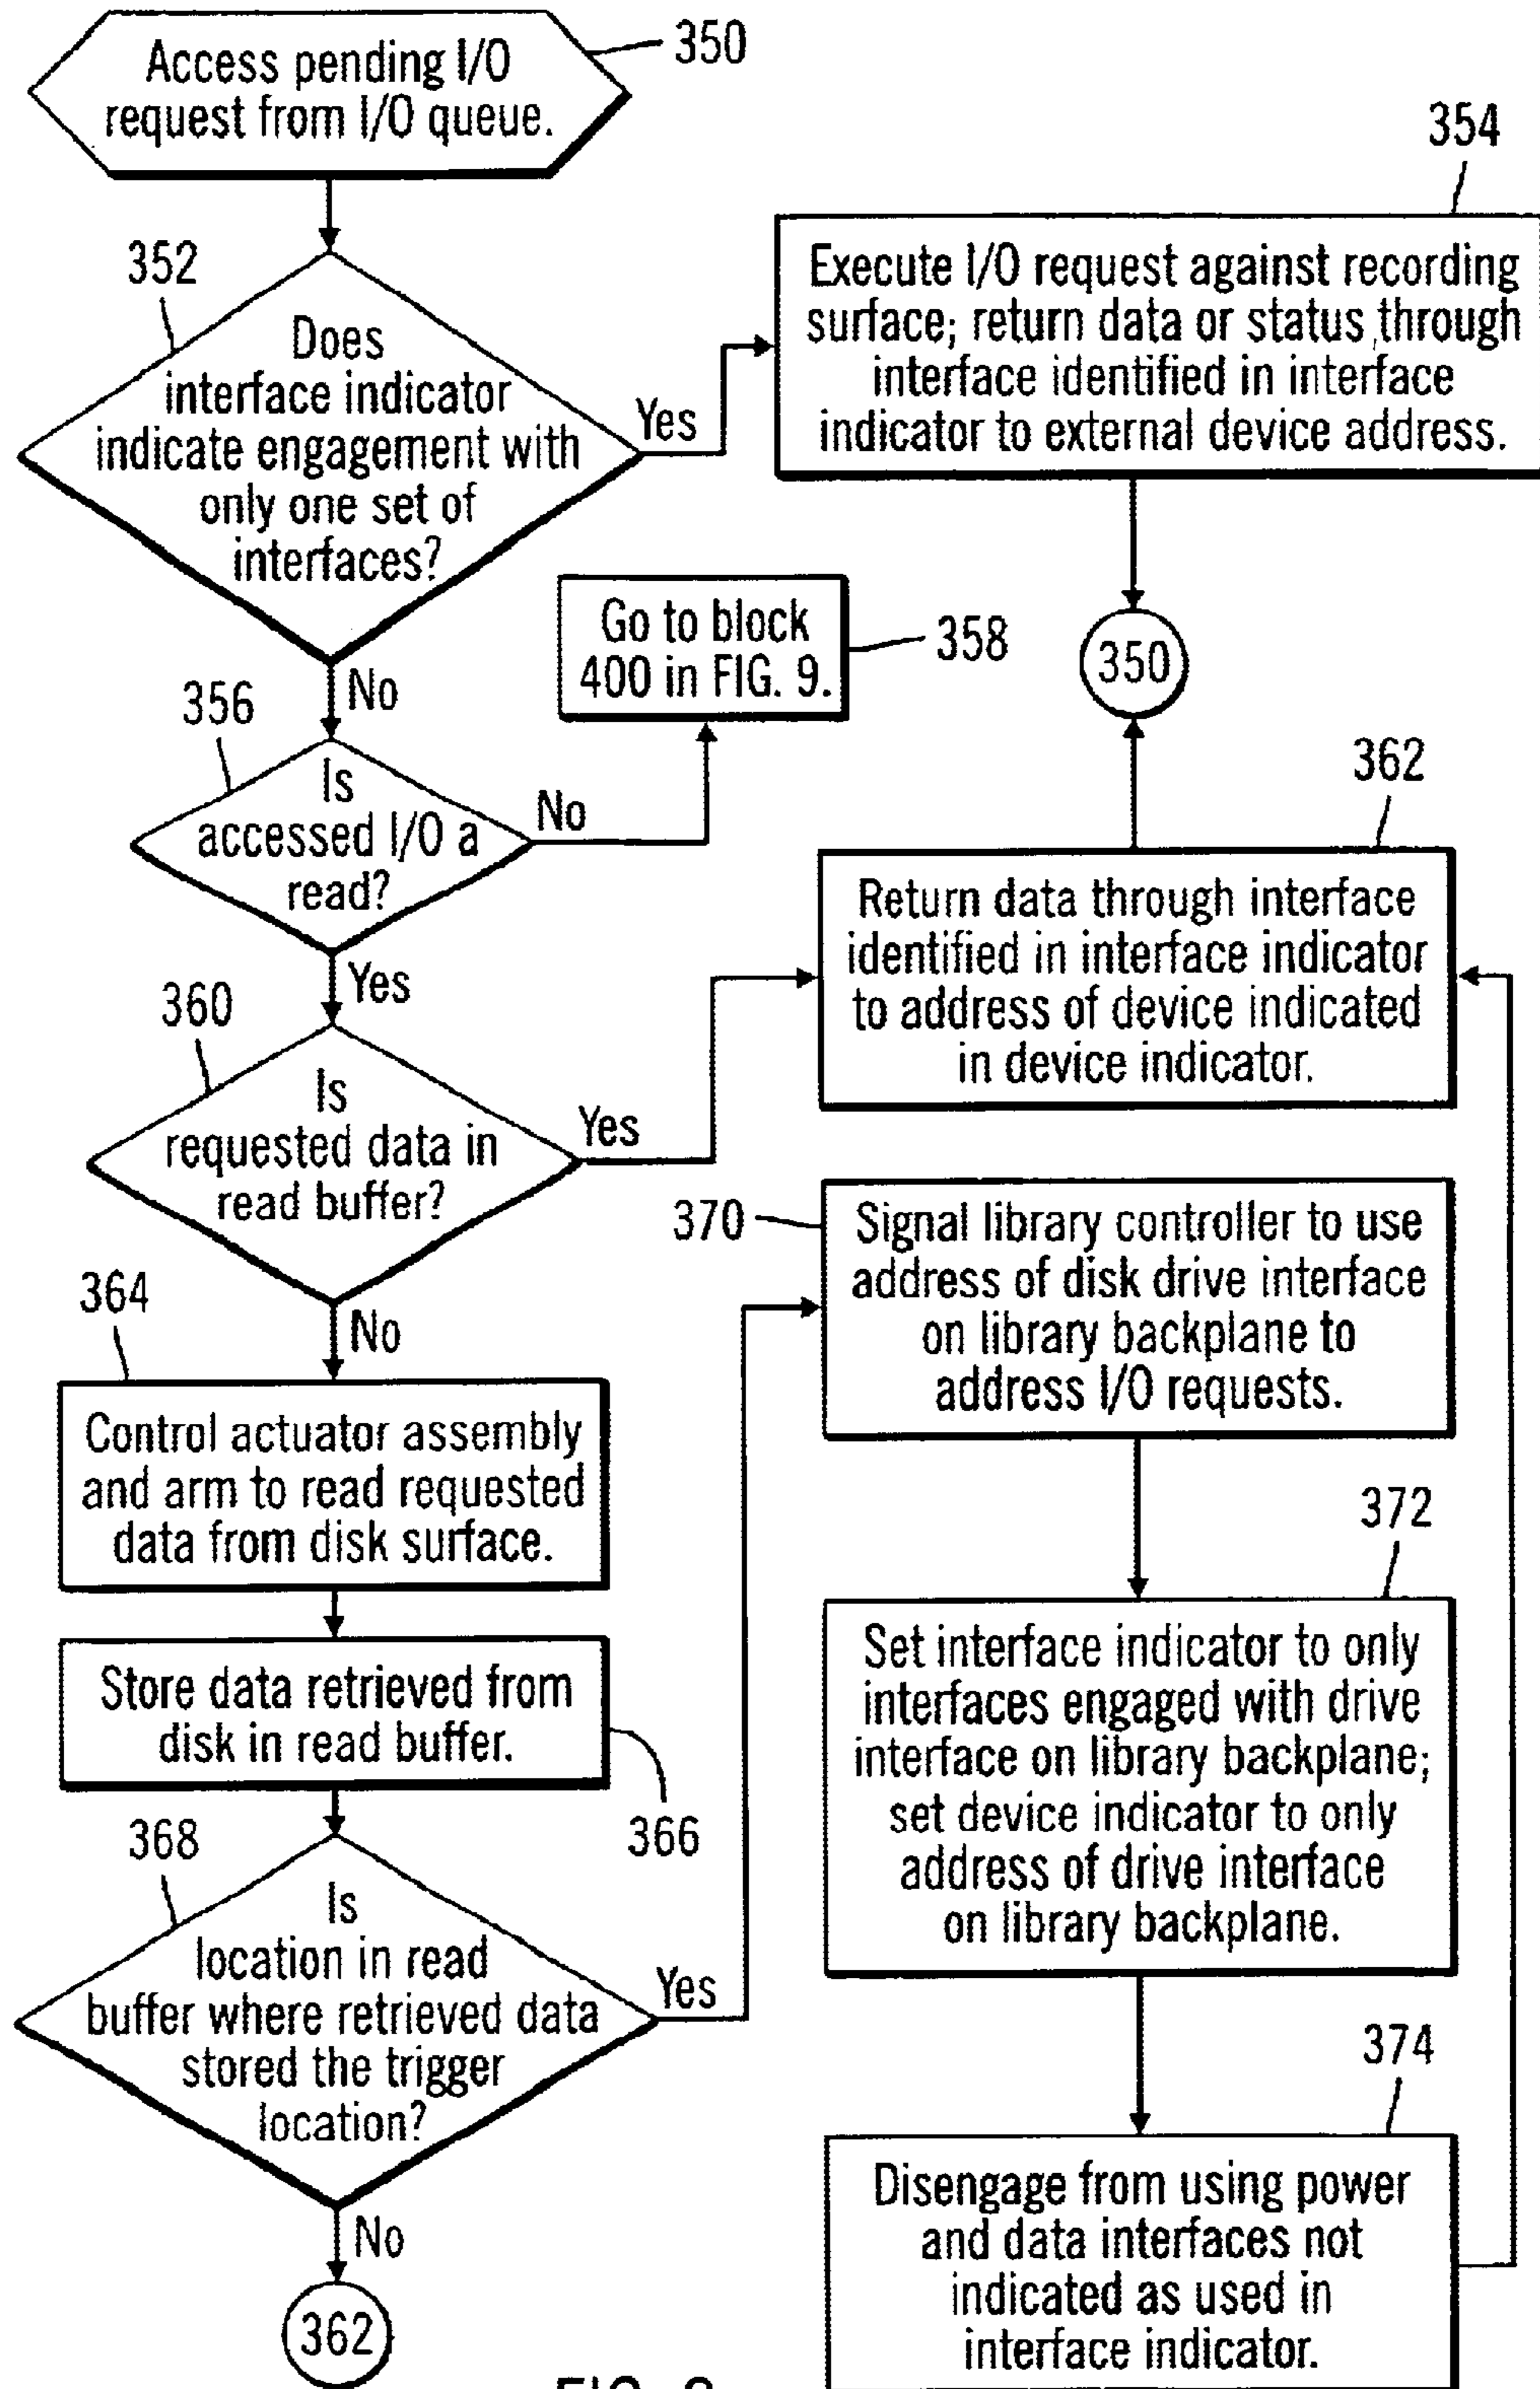 Access pending I/O
request from I/O queue.
350
352
Does
interface indicator
indicate engagement with
only one set of
interfaces?
Yes
No
354
Execute I/O request against recording
surface; return data or status through
interface identified in interface
indicator to external device address.
350
356
Is
accessed I/O a
read?
No
Yes
Go to block
400 in FIG. 9.
358
360
Is
requested data in
read buffer?
Yes
No
362
Return data through interface
identified in interface indicator
to address of device indicated
in device indicator.
364
Control actuator assembly
and arm to read requested
data from disk surface.
Store data retrieved from
disk in read buffer.
366
368
Is
location in read
buffer where retrieved data
stored the trigger
location?
Yes
No
362
370
Signal library controller to use
address of disk drive interface
on library backplane to
address I/O requests.
372
Set interface indicator to only
interfaces engaged with drive
interface on library backplane;
set device indicator to only
address of drive interface
on library backplane.
374
Disengage from using power
and data interfaces not
indicated as used in
interface indicator.